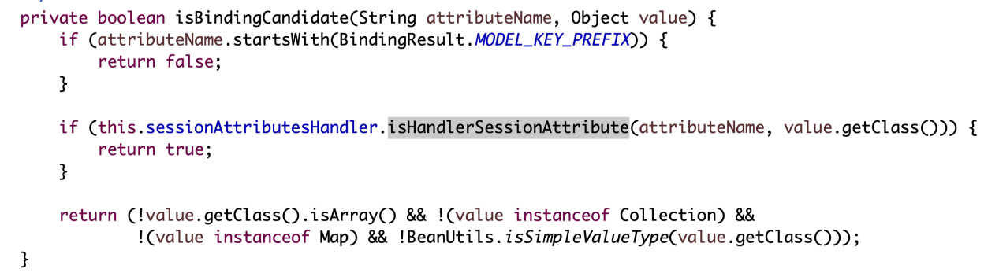 private boolean isBindingCandidate(String attributeName, Object value) {
    if (attributeName.startsWith(BindingResult.MODEL_KEY_PREFIX)) {
        return false;
    }

    if (this.sessionAttributesHandler.isHandlerSessionAttribute(attributeName, value.getClass())) {
        return true;
    }

    return (!value.getClass().isArray() && !(value instanceof Collection) &&
            !(value instanceof Map) && !BeanUtils.isSimpleValueType(value.getClass()));
}